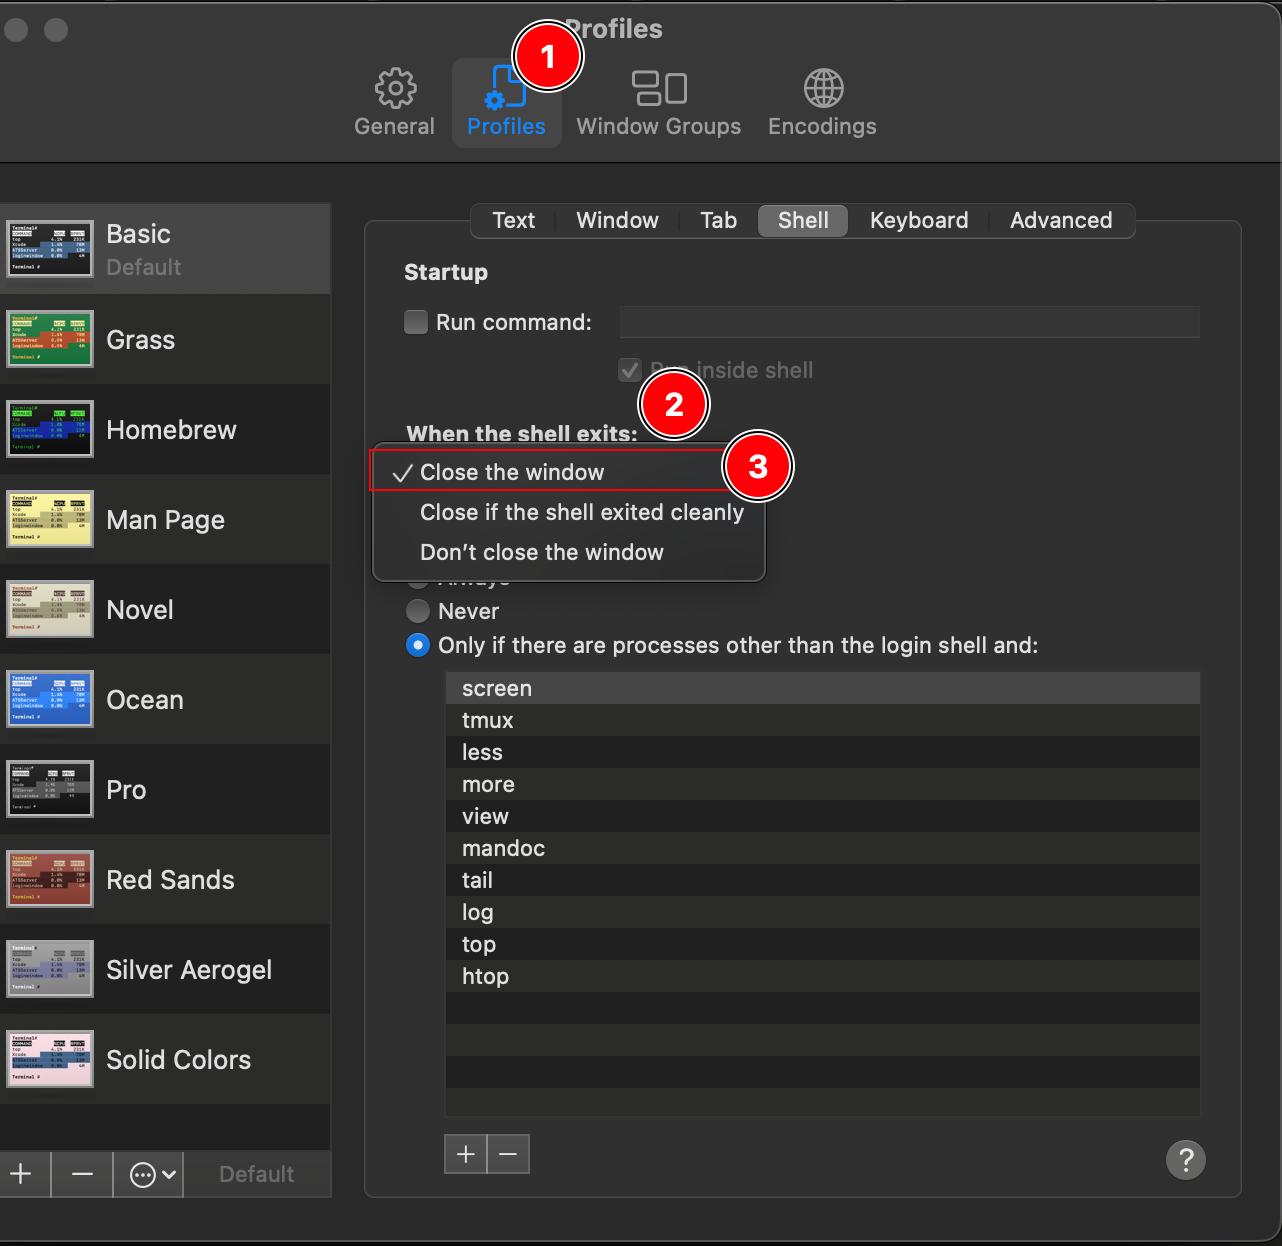 Profiles
1
General
Profiles
Window Groups
Encodings
Basic
Default
Grass
Homebrew
Man Page
Novel
Ocean
Pro
Red Sands
Silver Aerogel
Solid Colors
Default
Text
Window
Tab
Shell
Keyboard
Advanced
Startup
Run command:
Run inside shell
2
When the shell exits:
3
Close the window
Close if the shell exited cleanly
Don't close the window
Always
Never
Only if there are processes other than the login shell and:
screen
tmux
less
more
view
mandoc
tail
log
top
htop
?